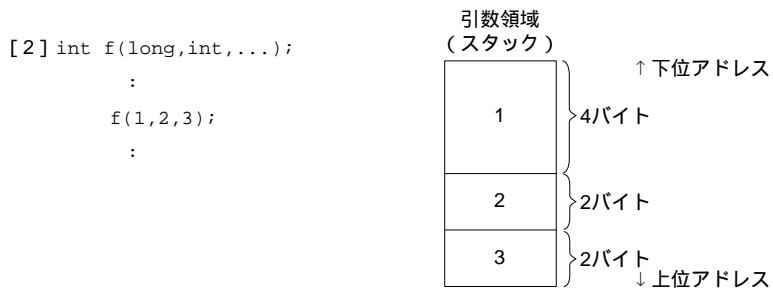 [2] int f(long,int,...);
:
f(1,2,3);
:
引数領域
(スタック)
↑下位アドレス
1
4バイト
2
2バイト
3
2バイト
↓上位アドレス